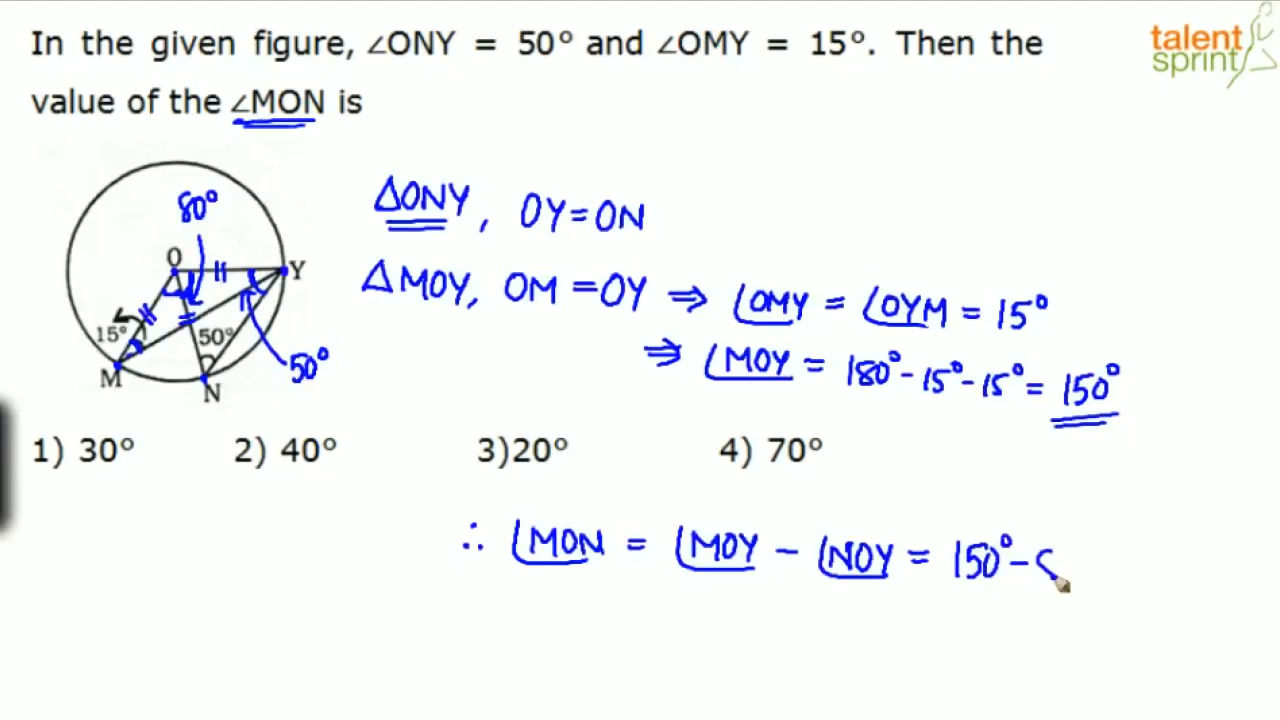 In the given figure, ∠ONY = 50° and ∠OMY = 15°. Then the
value of the ∠MON is
talent
sprint
△ONY, OY=ON
△MOY, OM=OY ⇒ ∠OMY = ∠OYM = 15°
⇒ ∠MOY = 180°-15°-15° = 150°
80°
O
Y
15°
50°
50°
M
N
1) 30° 2) 40° 3)20° 4) 70°
∴ ∠MON = ∠MOY - ∠NOY = 150°-